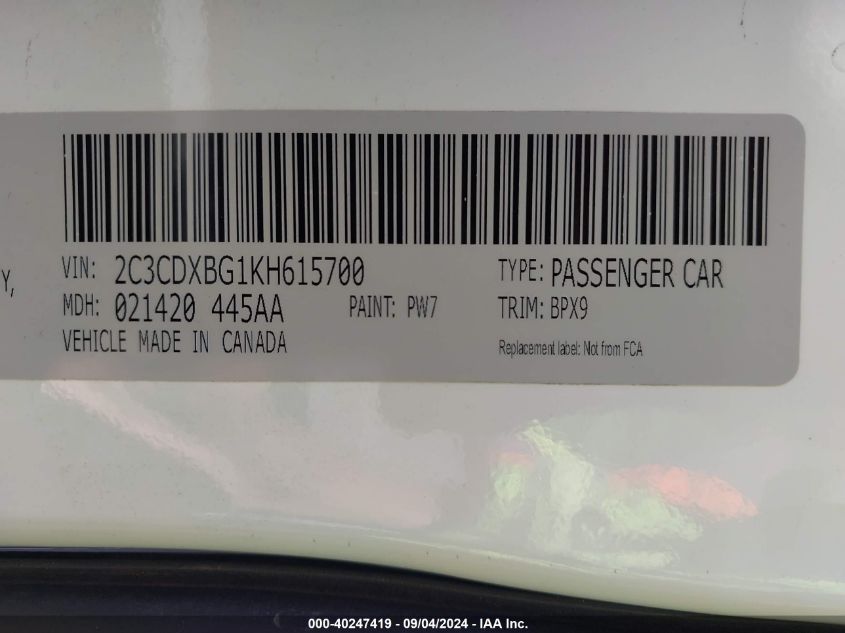 VIN: 2C3CDXBG1KH615700 TYPE: PASSENGER CAR
Y,
MDH: 021420 445AA PAINT: PW7 TRIM: BPX9
VEHICLE MADE IN CANADA Replacement label: Not from FCA
000-40247419 - 09/04/2024 - IAA Inc.